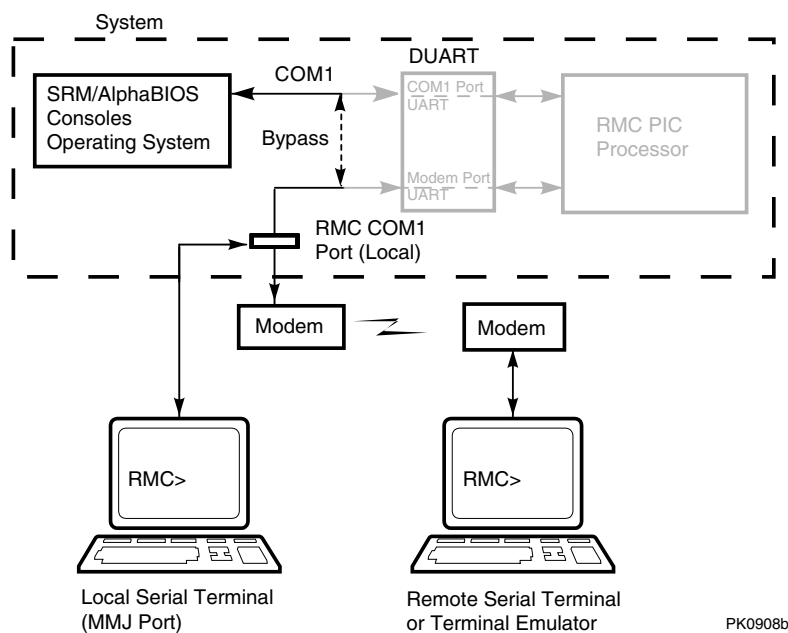 System
DUART
COM1
SRM/AlphaBIOS
Consoles
Operating System
COM1 Port
UART
RMC PIC
Processor
Bypass
Modem Port
UART
RMC COM1
Port (Local)
Modem
Modem
RMC>
RMC>
Local Serial Terminal
(MMJ Port)
Remote Serial Terminal
or Terminal Emulator
PK0908b